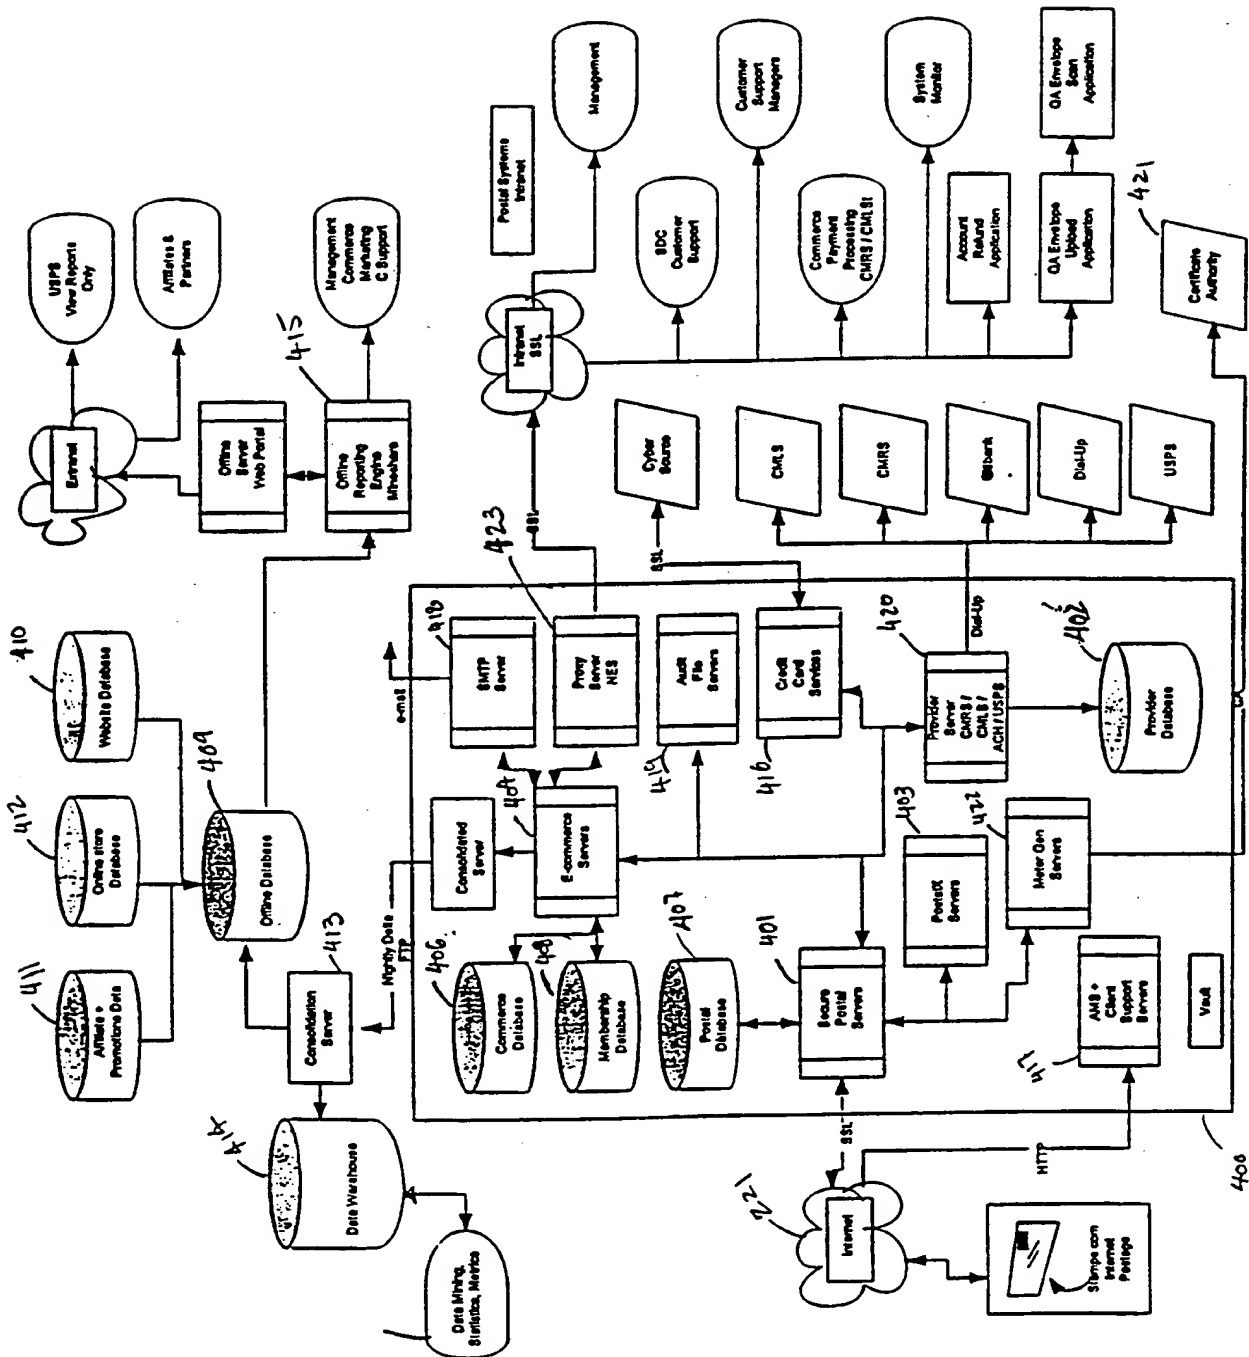 USPS
View Reports
Only
Affiliates &
Partners
Extranet
Offline
Server
Web Portal
Management
Commerce
Marketing
C Support
415
Offline
Reporting
Engine
Mineshare
410
Website Database
412
Online store
Database
411
Affiliate +
Promotions Data
409
Offline Database
413
Consolidation
Server
414
Data Warehouse
Data Mining,
Statistics, Metrics
Postal Systems
Intranet
Management
Intranet
SSL
Customer
Support
Managers
SDC
Customer
Support
Commerce
Payment
Processing
CMRS / CMLS
System
Monitor
Account
Refund
Application
QA Envelope
Upload
Application
QA Envelope
Scan
Application
421
Certificate
Authority
Cyber
Source
SSL
CMLS
CMRS
Dial-Up
USPS
SSL
423
e-mail
418
SMTP
Server
Proxy
Server
NES
Audit
File
Servers
419
Credit
Card
Services
416
420
Provider
Server
CMRS /
CMLS /
ACH / USPS
Dial-Up
402
Provider
Database
Nightly Data
FTP
Consolidated
Server
404
E-commerce
Servers
406
Commerce
Database
408
Membership
Database
407
Postal
Database
401
Secure
Postal
Servers
403
PostalX
Servers
422
Meter Gen
Servers
CA
417
AMS +
Client
Support
Servers
Vault
400
SSL
HTTP
221
Internet
Stamps.com
Internet
Postage